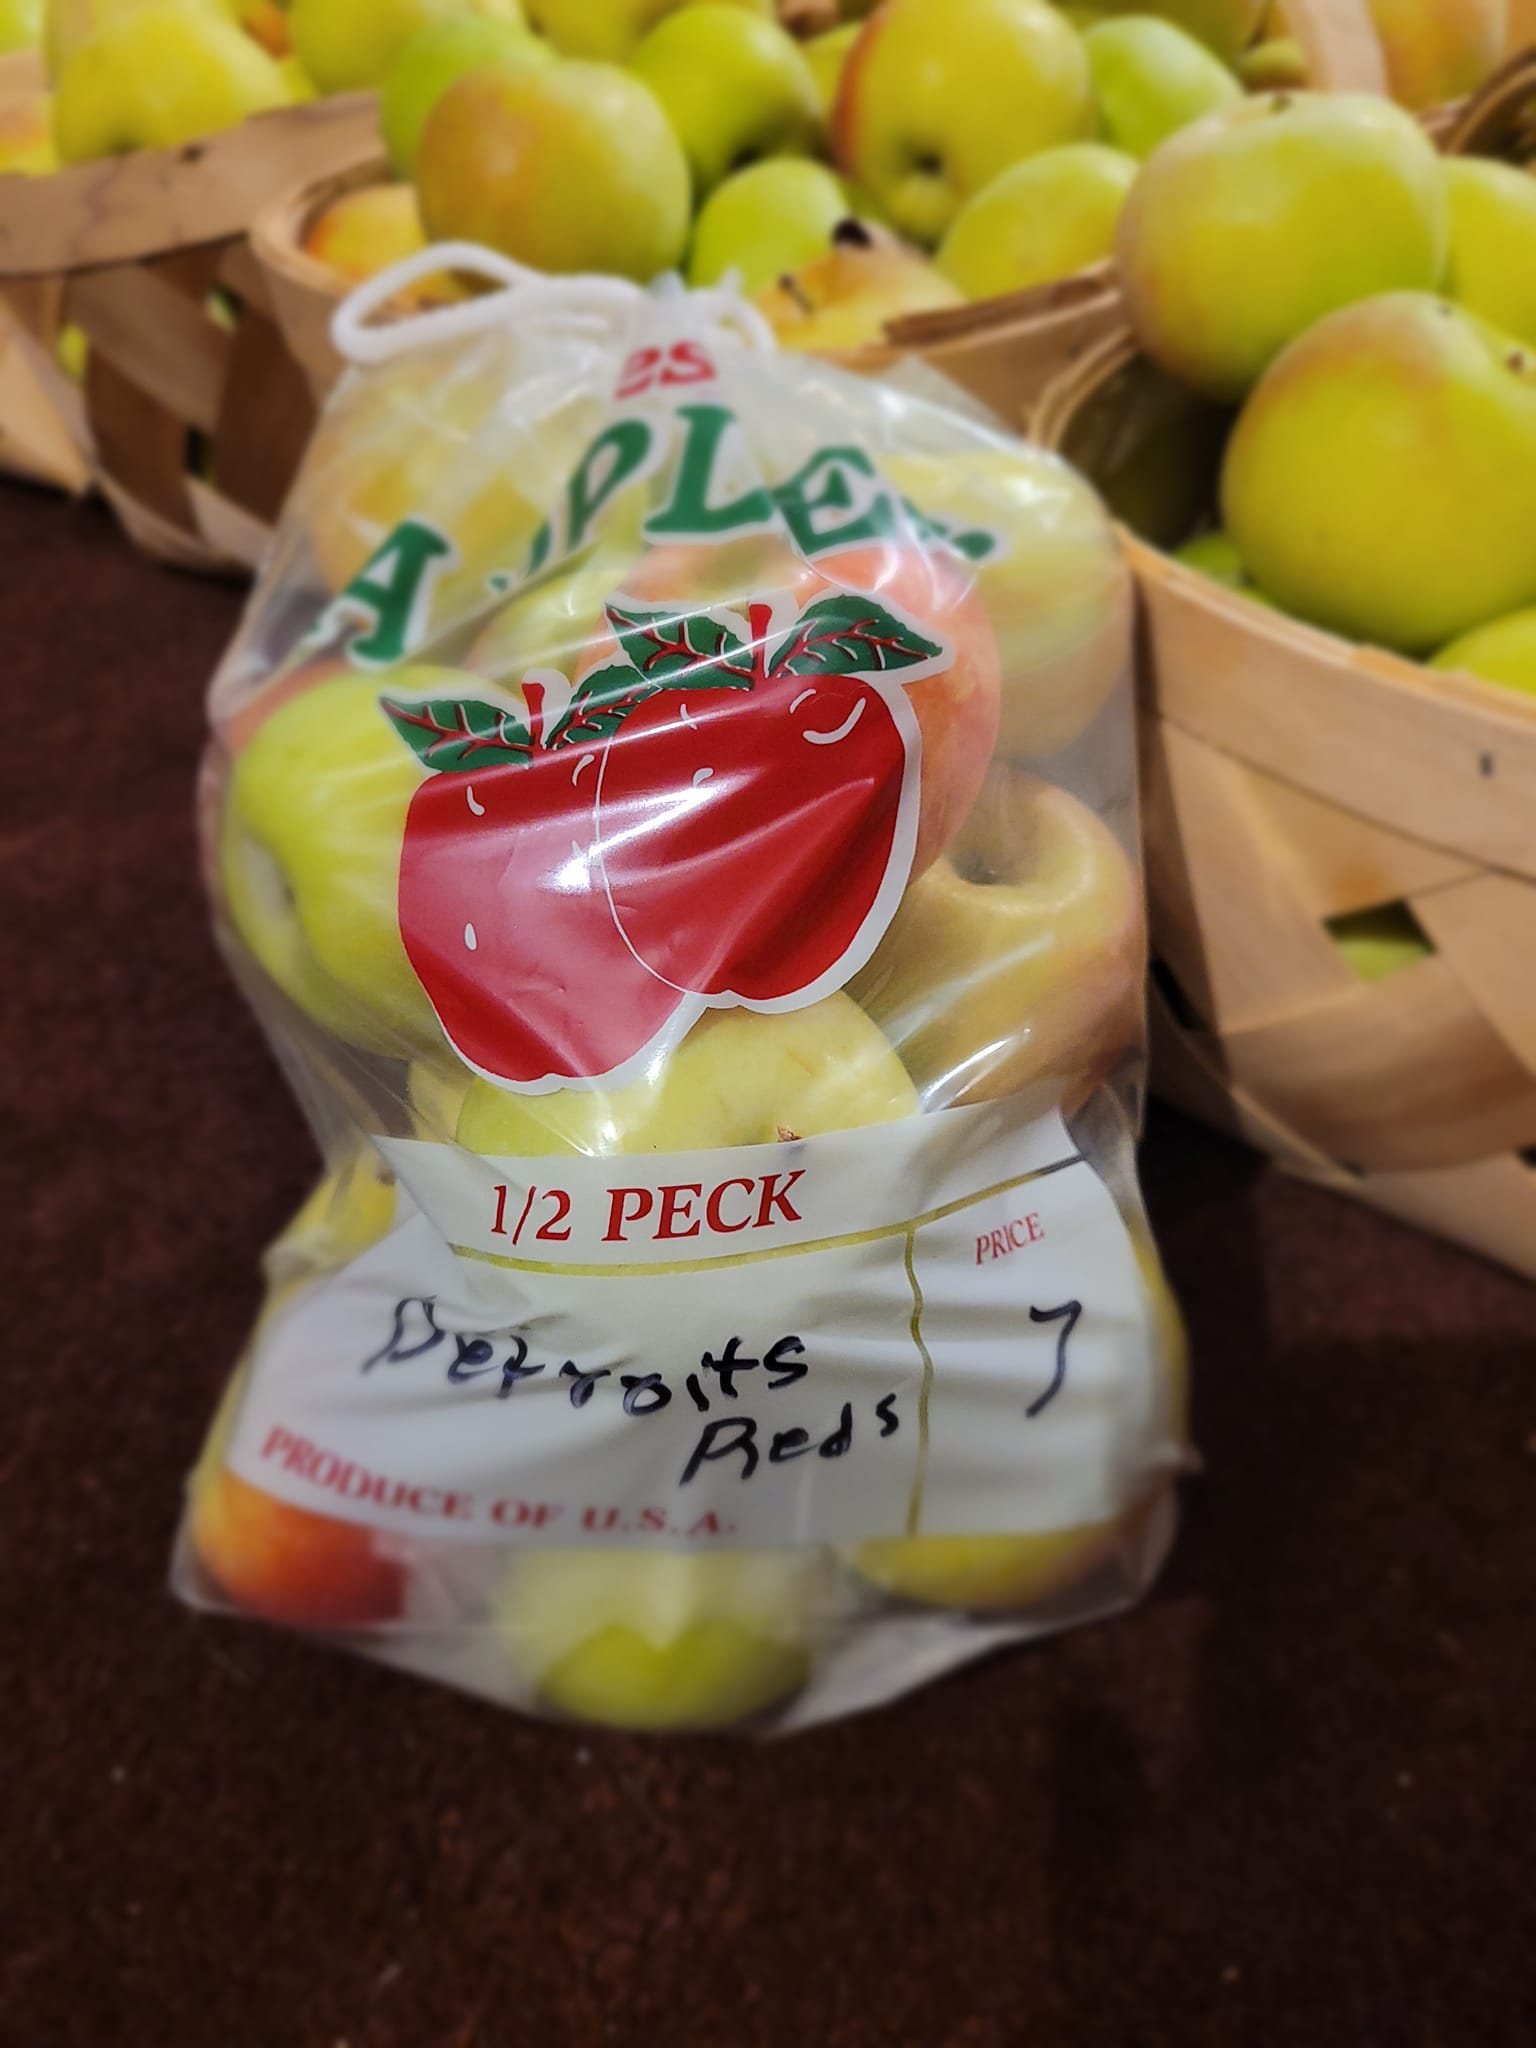 APPLES
1/2 PECK
PRICE
Detroits
Reds
7
PRODUCE OF U.S.A.